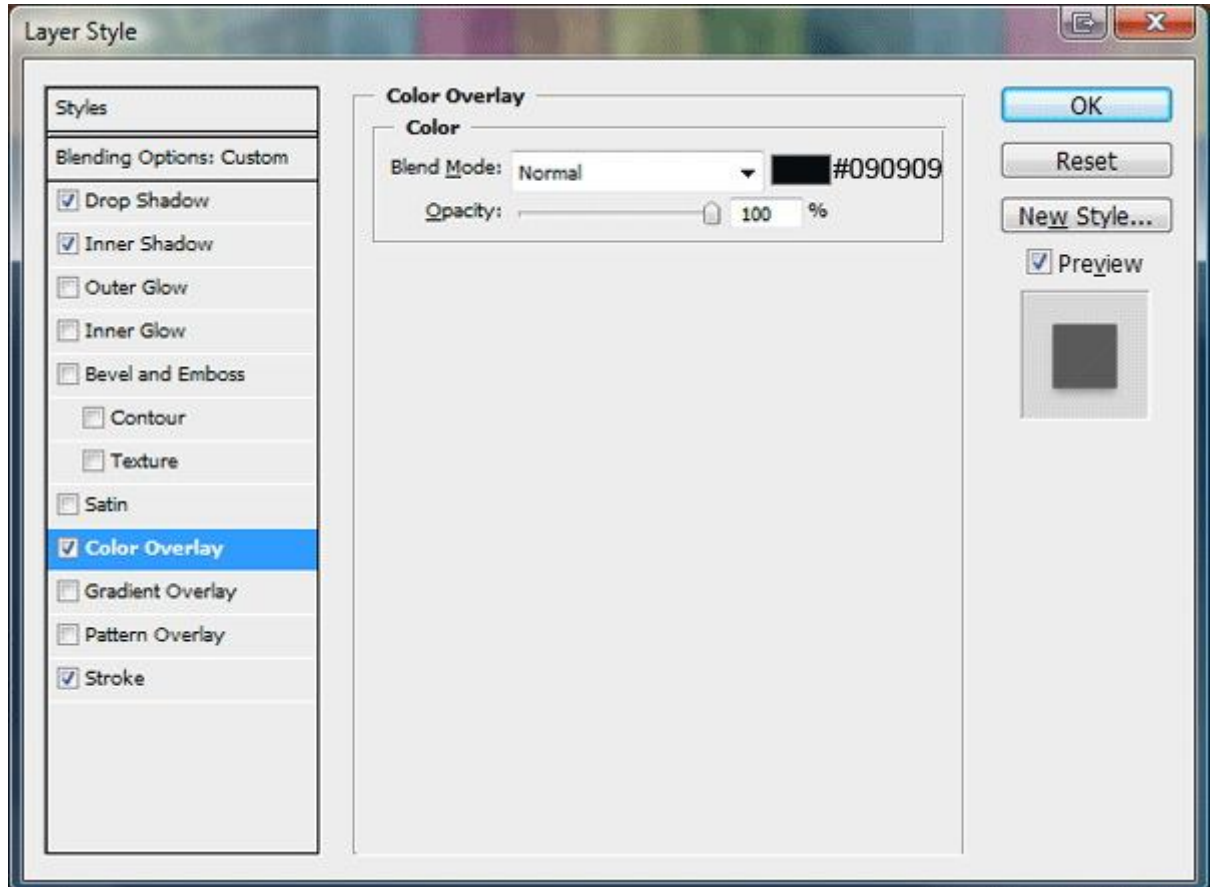 Layer Style
Styles
Blending Options: Custom
Drop Shadow
Inner Shadow
Outer Glow
Inner Glow
Bevel and Emboss
Contour
Texture
Satin
Color Overlay
Gradient Overlay
Pattern Overlay
Stroke
Color Overlay
Color
Blend Mode: Normal #090909
Opacity: 100 %
OK
Reset
New Style...
Preview